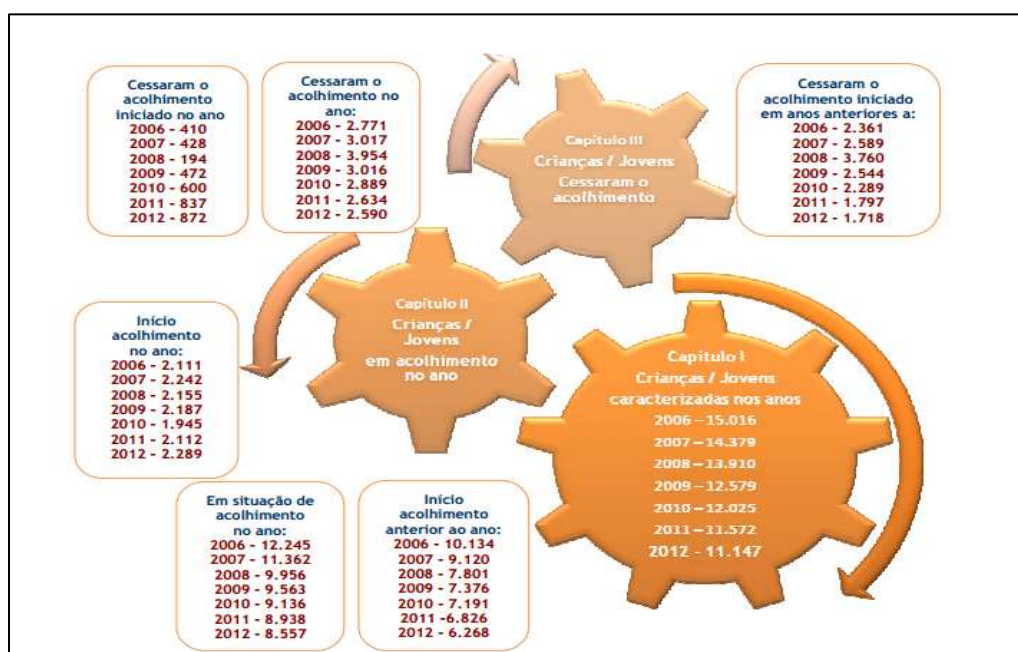 Cessaram o
acolhimento
iniciado no ano
2006 - 410
2007 - 428
2008 - 194
2009 - 472
2010 - 600
2011 - 837
2012 - 872
Cessaram o
acolhimento no
ano:
2006 - 2.771
2007 - 3.017
2008 - 3.954
2009 - 3.016
2010 - 2.889
2011 - 2.634
2012 - 2.590
Capítulo III
Crianças / Jovens
Cessaram o
acolhimento
Cessaram o
acolhimento iniciado
em anos anteriores a:
2006 - 2.361
2007 - 2.589
2008 - 3.760
2009 - 2.544
2010 - 2.289
2011 - 1.797
2012 - 1.718
Início
acolhimento
no ano:
2006 - 2.111
2007 - 2.242
2008 - 2.155
2009 - 2.187
2010 - 1.945
2011 - 2.112
2012 - 2.289
Capítulo II
Crianças /
Jovens
em acolhimento
no ano
Capítulo I
Crianças / Jovens
caracterizadas nos anos
2006 – 15.016
2007 – 14.379
2008 – 13.910
2009 – 12.579
2010 – 12.025
2011 – 11.572
2012 - 11.147
Em situação de
acolhimento
no ano:
2006 - 12.245
2007 - 11.362
2008 - 9.956
2009 - 9.563
2010 - 9.136
2011 - 8.938
2012 - 8.557
Início
acolhimento
anterior ao ano:
2006 - 10.134
2007 - 9.120
2008 - 7.801
2009 - 7.376
2010 - 7.191
2011 -6.826
2012 - 6.268